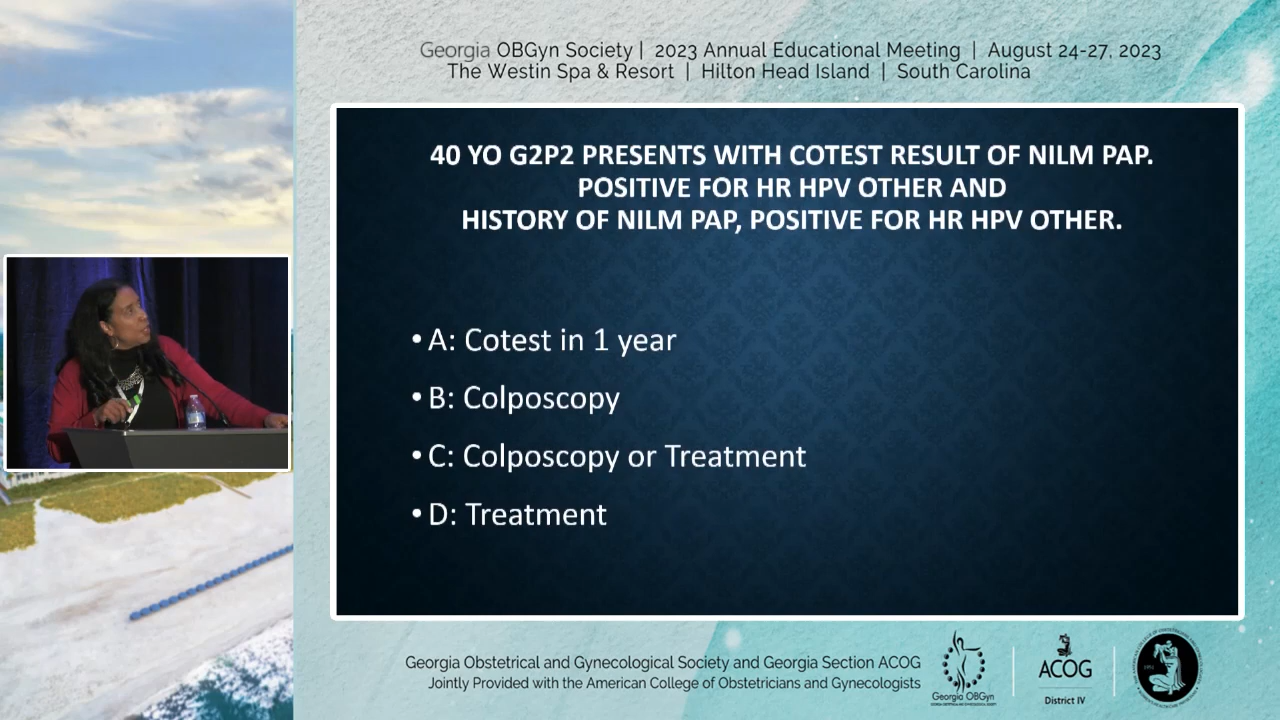 Georgia OBGyn Society | 2023 Annual Educational Meeting | August 24-27, 2023
The Westin Spa & Resort | Hilton Head Island | South Carolina
40 YO G2P2 PRESENTS WITH COTEST RESULT OF NILM PAP.
POSITIVE FOR HR HPV OTHER AND
HISTORY OF NILM PAP, POSITIVE FOR HR HPV OTHER.
• A: Cotest in 1 year
• B: Colposcopy
• C: Colposcopy or Treatment
• D: Treatment
Georgia Obstetrical and Gynecological Society and Georgia Section ACOG
Jointly Provided with the American College of Obstetricians and Gynecologists
Georgia OBGyn
ACOG
District IV
1951